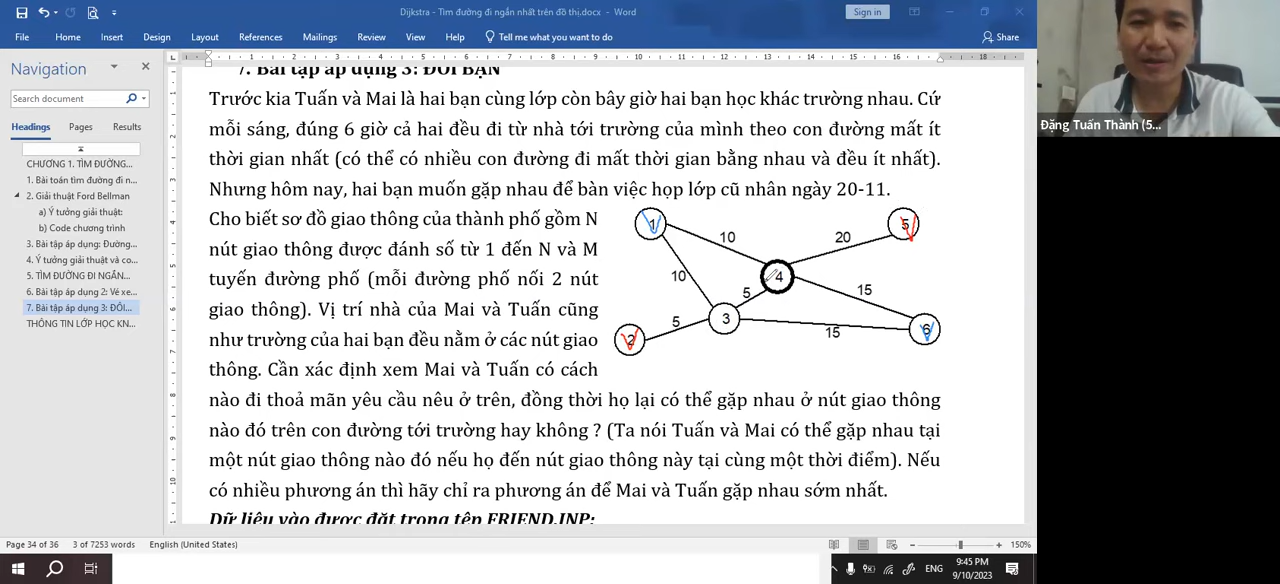 Dijkstra - Tìm đường đi ngắn nhất trên đồ thị.docx - Word
Sign in
File Home Insert Design Layout References Mailings Review View Help Tell me what you want to do Share
Navigation
Search document
Headings Pages Results
CHƯƠNG 1. TÌM ĐƯỜNG...
1. Bài toán tìm đường đi n...
2. Giải thuật Ford Bellman
a) Ý tưởng giải thuật:
b) Code chương trình
3. Bài tập áp dụng: Đường...
4. Ý tưởng giải thuật và co...
5. TÌM ĐƯỜNG ĐI NGẮN...
6. Bài tập áp dụng 2: Vé xe...
7. Bài tập áp dụng 3: ĐÔI...
THÔNG TIN LỚP HỌC KN...
7. Bài tập áp dụng 3: ĐÔI BẠN
Trước kia Tuấn và Mai là hai bạn cùng lớp còn bây giờ hai bạn học khác trường nhau. Cứ
mỗi sáng, đúng 6 giờ cả hai đều đi từ nhà tới trường của mình theo con đường mất ít
thời gian nhất (có thể có nhiều con đường đi mất thời gian bằng nhau và đều ít nhất).
Nhưng hôm nay, hai bạn muốn gặp nhau để bàn việc họp lớp cũ nhân ngày 20-11.
Cho biết sơ đồ giao thông của thành phố gồm N
nút giao thông được đánh số từ 1 đến N và M
tuyến đường phố (mỗi đường phố nối 2 nút
giao thông). Vị trí nhà của Mai và Tuấn cũng
như trường của hai bạn đều nằm ở các nút giao
thông. Cần xác định xem Mai và Tuấn có cách
nào đi thoả mãn yêu cầu nêu ở trên, đồng thời họ lại có thể gặp nhau ở nút giao thông
nào đó trên con đường tới trường hay không ? (Ta nói Tuấn và Mai có thể gặp nhau tại
một nút giao thông nào đó nếu họ đến nút giao thông này tại cùng một thời điểm). Nếu
có nhiều phương án thì hãy chỉ ra phương án để Mai và Tuấn gặp nhau sớm nhất.
Dữ liệu vào được đặt trong tệp FRIEND.INP:
1
5
10
20
4
10
5
15
3
6
5
15
2
Đặng Tuấn Thành (5...
Page 34 of 36 3 of 7253 words English (United States)
150%
ENG
9:45 PM
9/10/2023